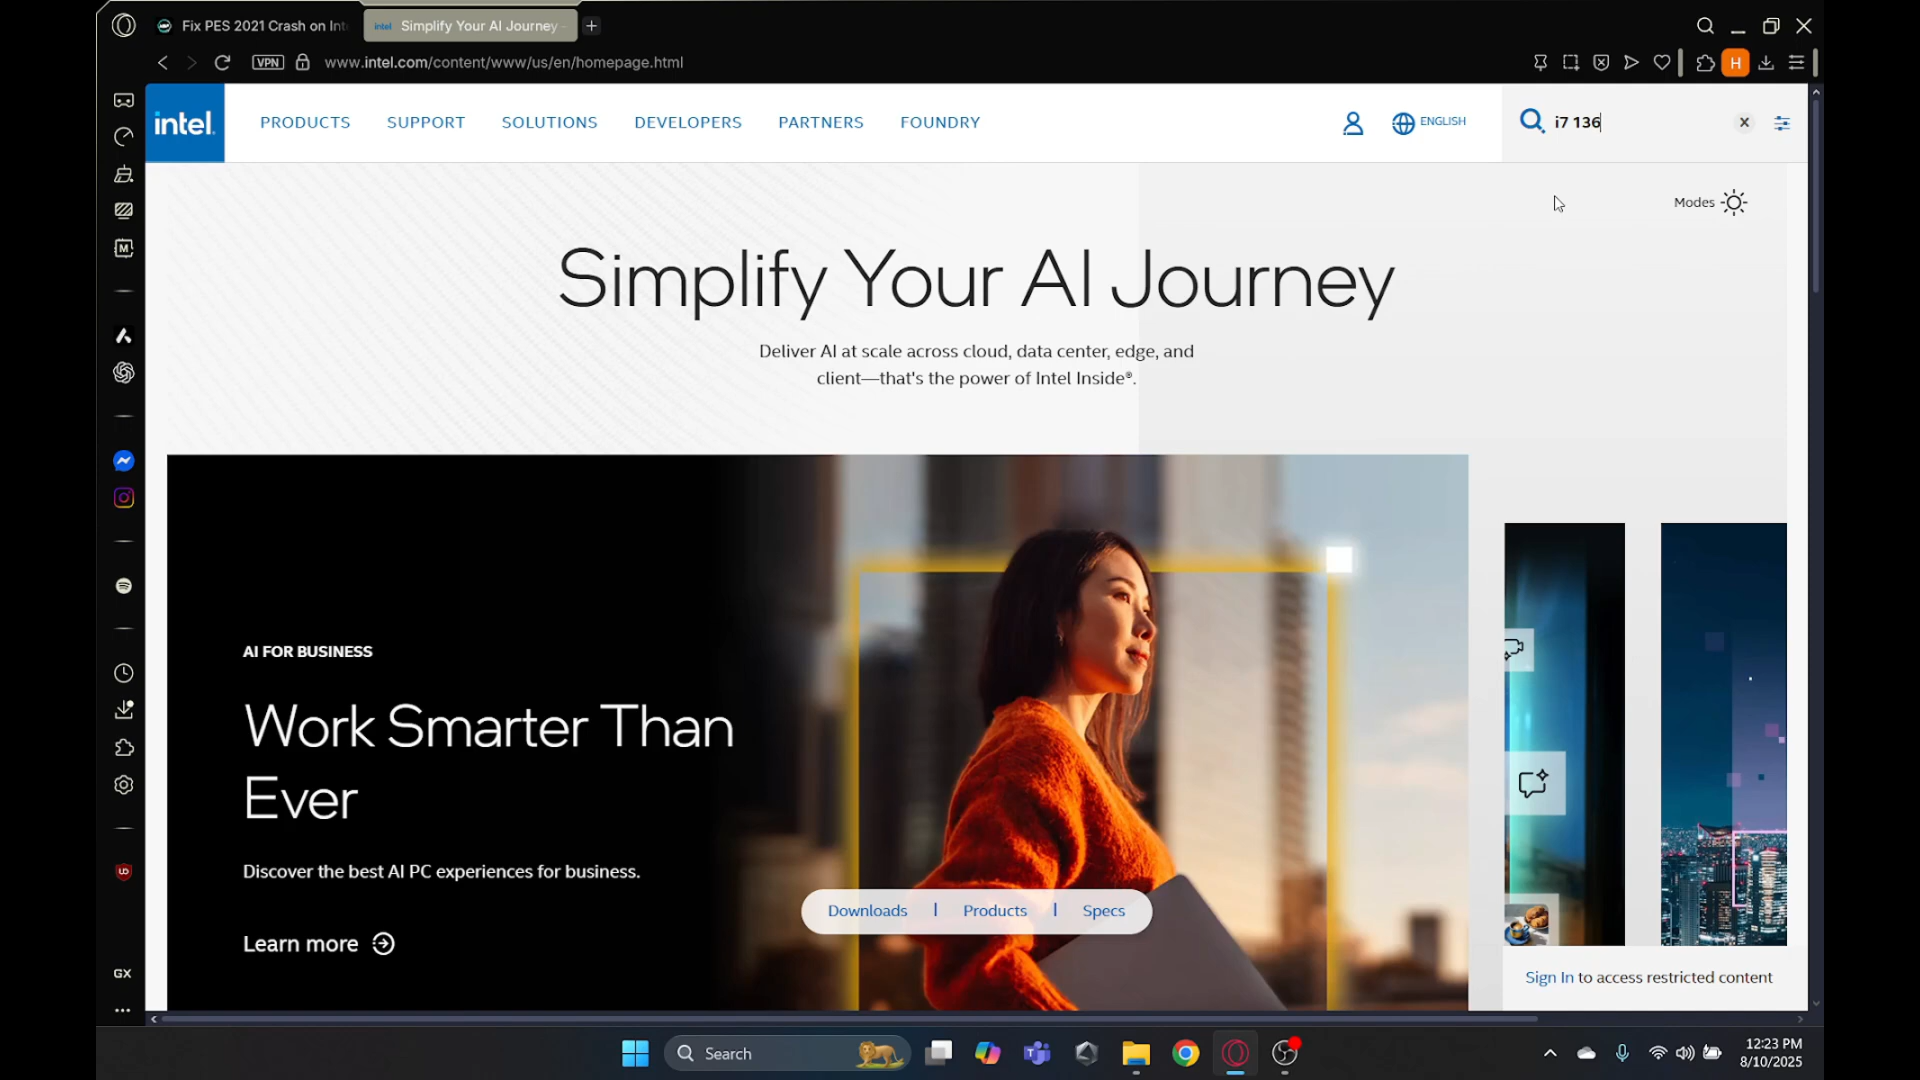 Fix PES 2021 Crash on Int
intel Simplify Your AI Journey -
VPN www.intel.com/content/www/us/en/homepage.html
H
intel. PRODUCTS SUPPORT SOLUTIONS DEVELOPERS PARTNERS FOUNDRY ENGLISH i7 136
Modes
M
Simplify Your AI Journey
Deliver AI at scale across cloud, data center, edge, and
client—that's the power of Intel Inside®.
AI FOR BUSINESS
Work Smarter Than
Ever
Discover the best AI PC experiences for business.
Downloads | Products | Specs
Learn more
Sign In to access restricted content
GX
Search
12:23 PM
8/10/2025